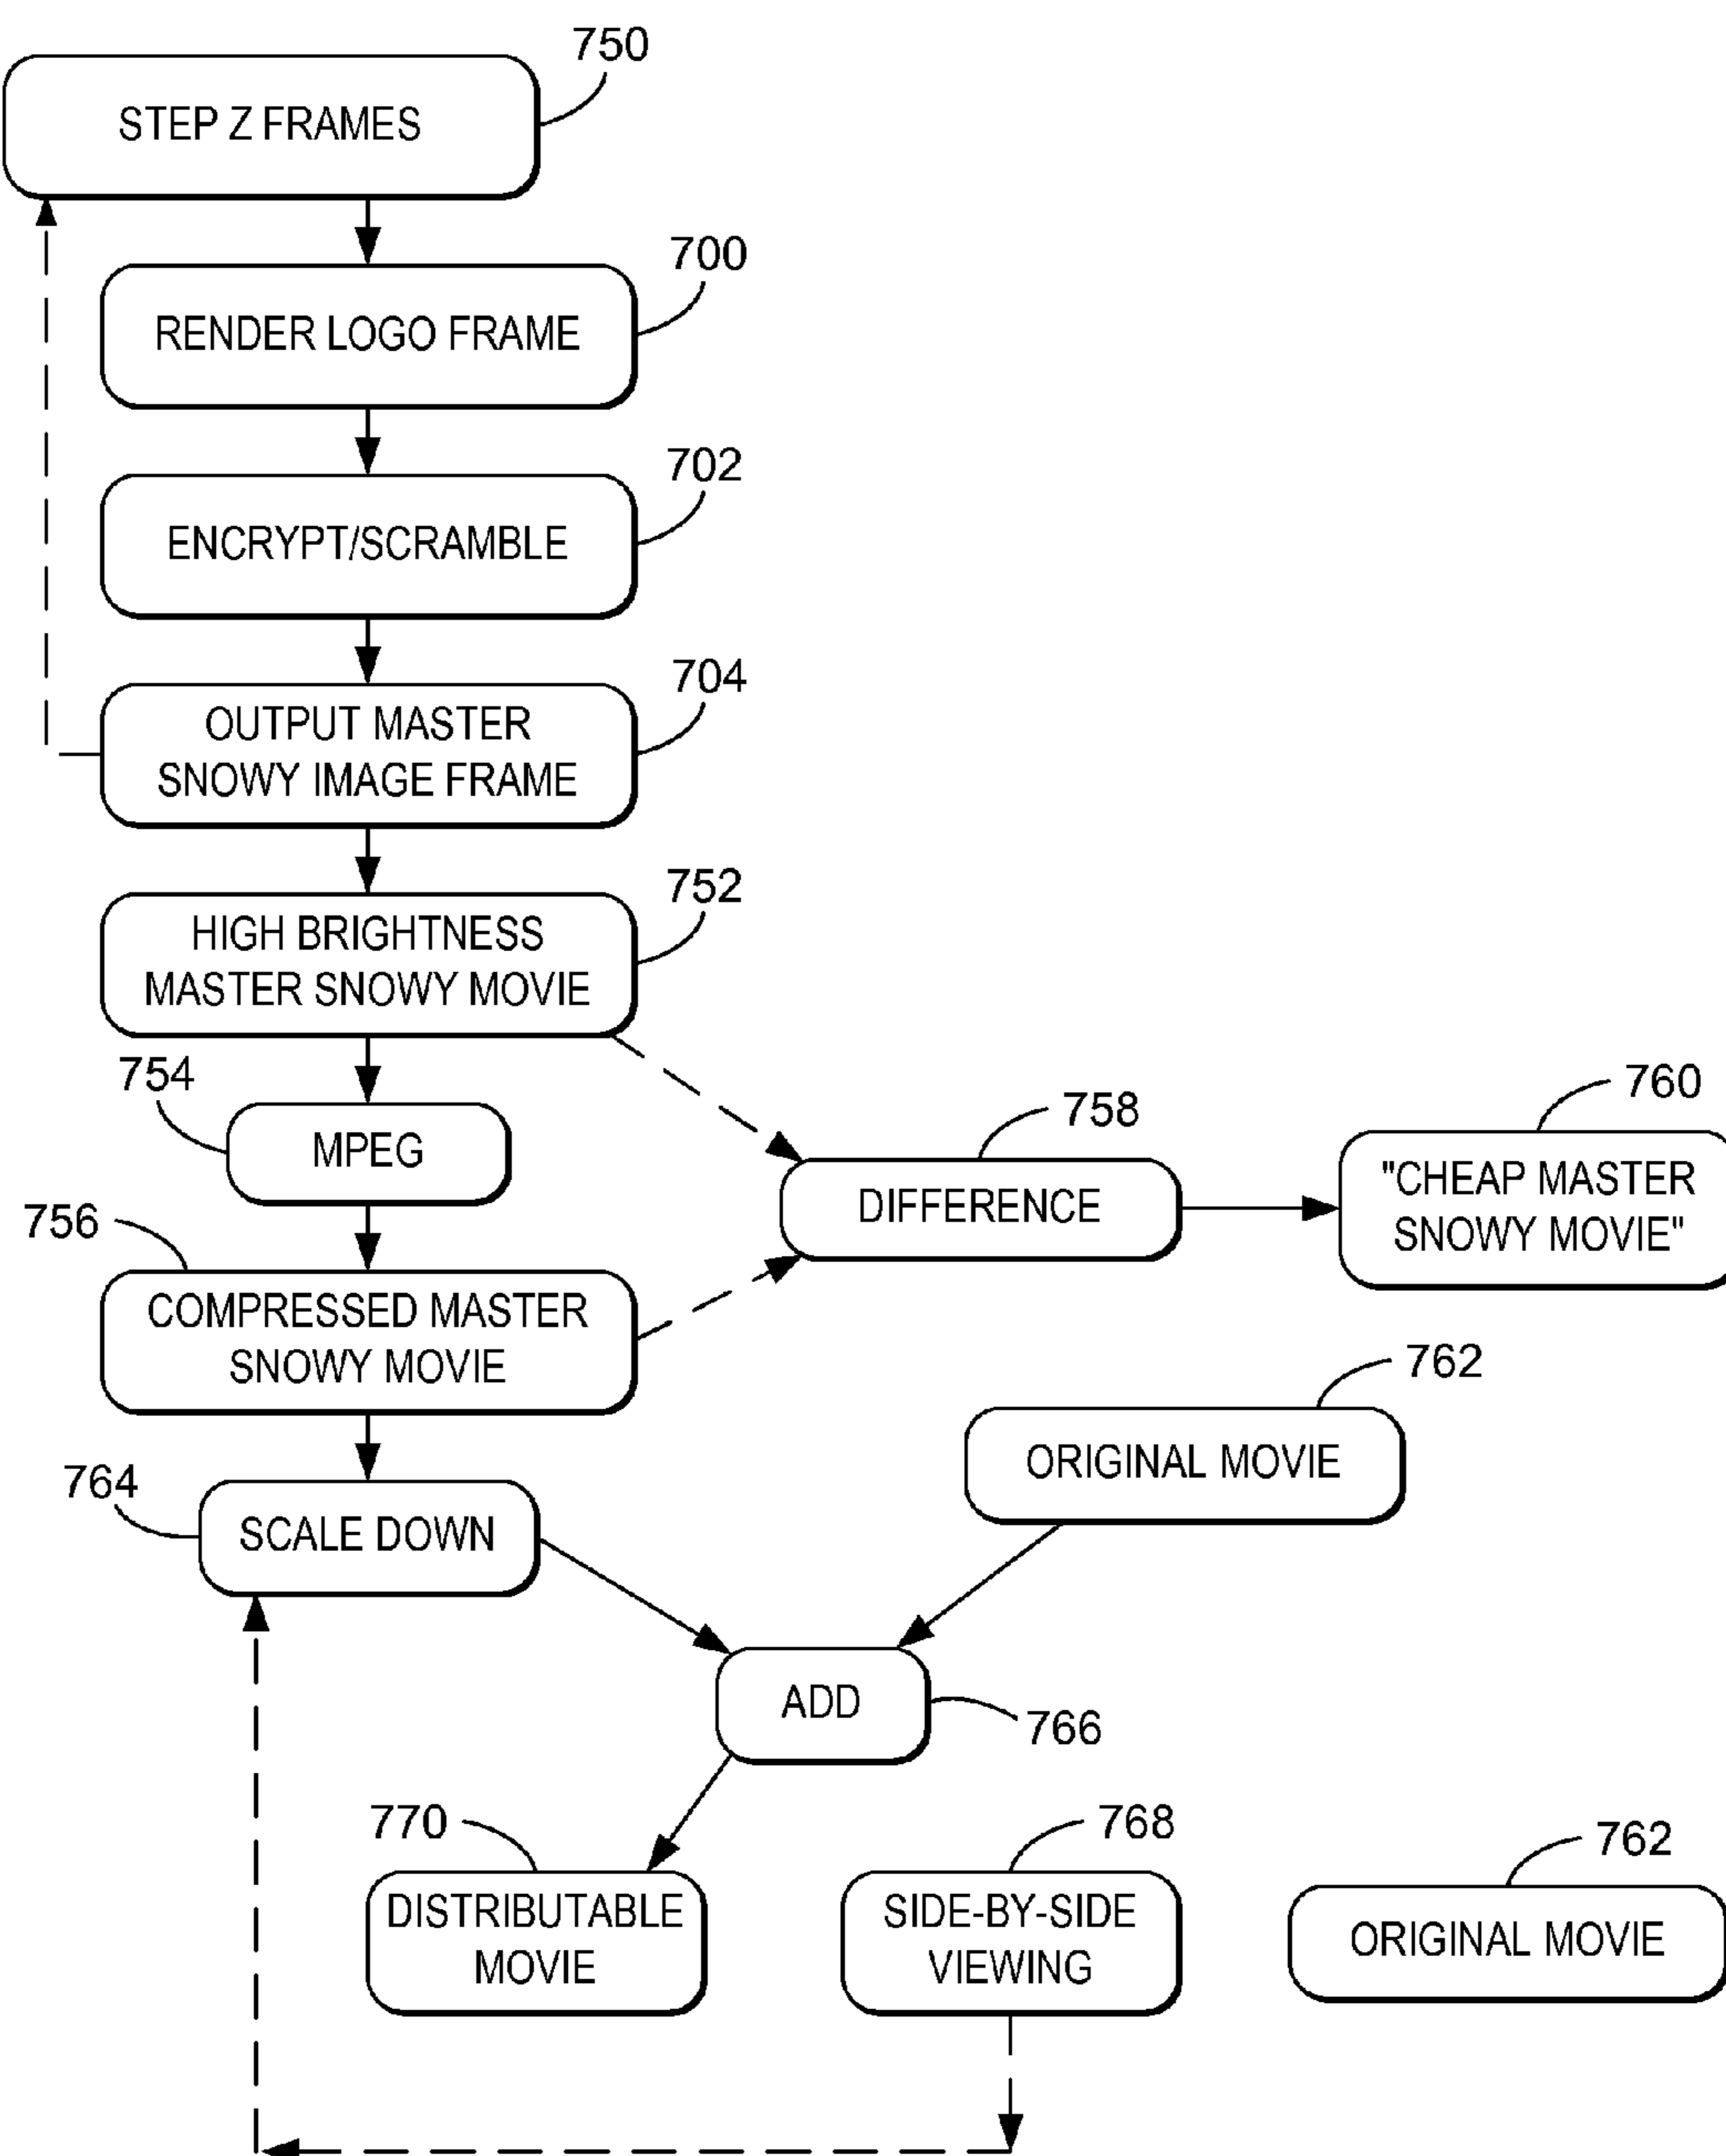 750
STEP Z FRAMES
700
RENDER LOGO FRAME
702
ENCRYPT/SCRAMBLE
704
OUTPUT MASTER
SNOWY IMAGE FRAME
752
HIGH BRIGHTNESS
MASTER SNOWY MOVIE
754
MPEG
758
DIFFERENCE
760
"CHEAP MASTER
SNOWY MOVIE"
756
COMPRESSED MASTER
SNOWY MOVIE
762
ORIGINAL MOVIE
764
SCALE DOWN
ADD
766
770
DISTRIBUTABLE
MOVIE
768
SIDE-BY-SIDE
VIEWING
762
ORIGINAL MOVIE